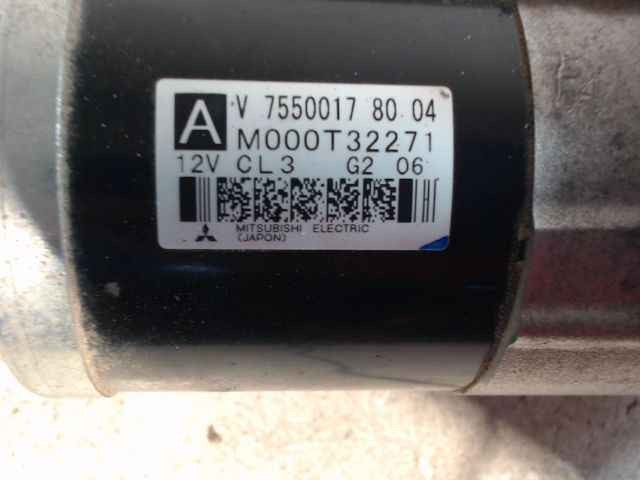 A V 7550017 80.04
M000T32271
12V CL3 G2 06
MITSUBISHI ELECTRIC
(JAPON)